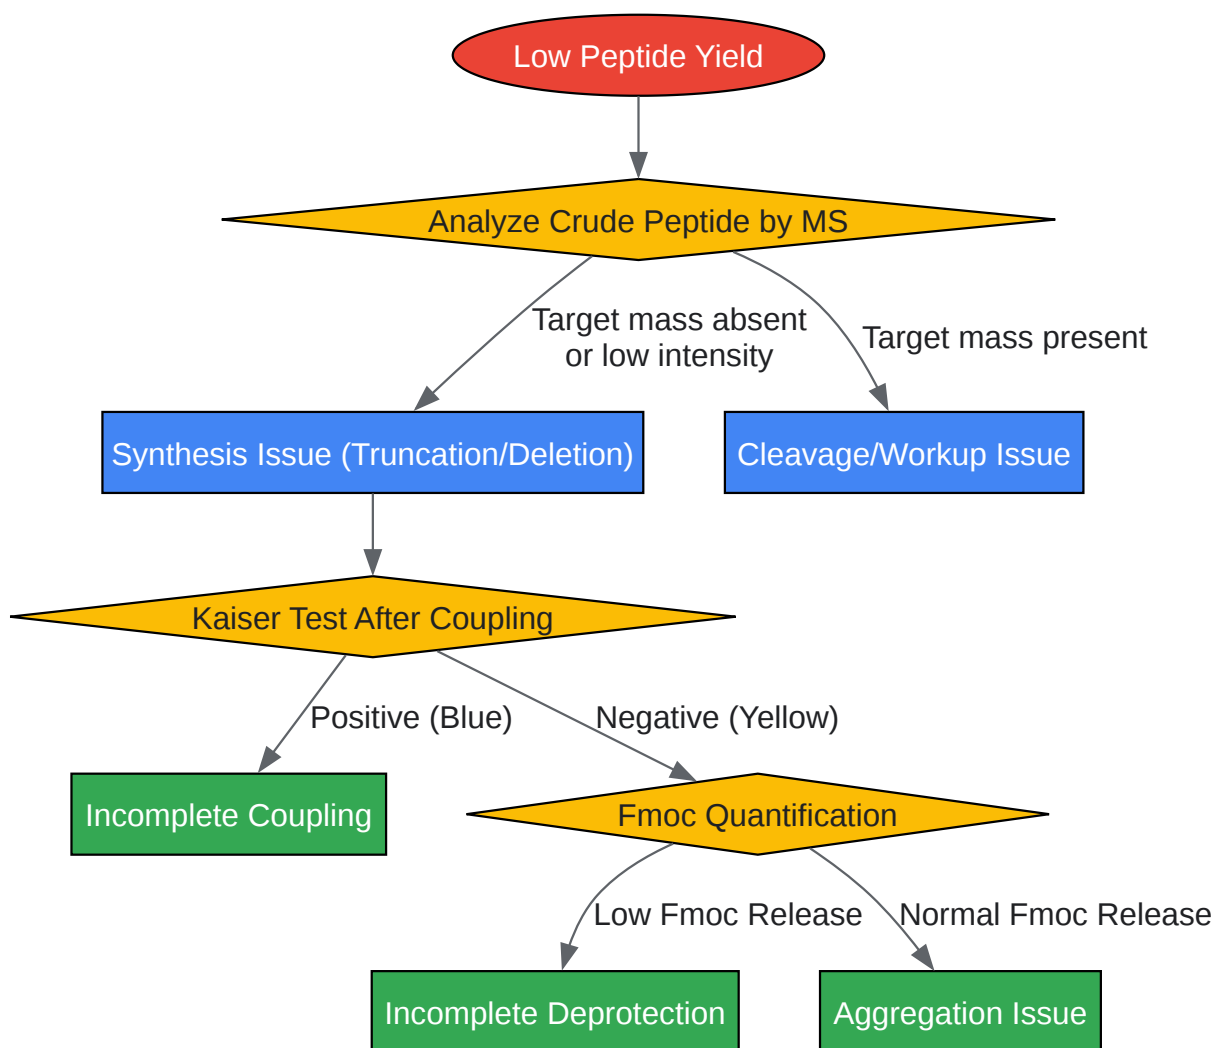 Low Peptide Yield
Analyze Crude Peptide by MS
Target mass absent
or low intensity
Target mass present
Synthesis Issue (Truncation/Deletion)
Cleavage/Workup Issue
Kaiser Test After Coupling
Positive (Blue)
Negative (Yellow)
Incomplete Coupling
Fmoc Quantification
Low Fmoc Release
Normal Fmoc Release
Incomplete Deprotection
Aggregation Issue